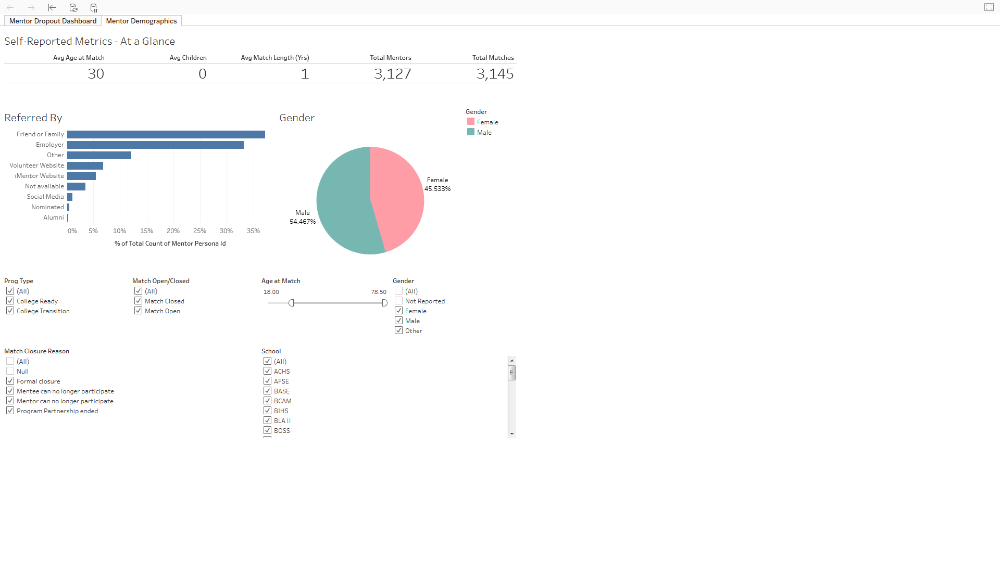 Mentor Dropout Dashboard
Mentor Demographics
Self-Reported Metrics - At a Glance
Avg Age at Match Avg Children Avg Match Length (Yrs) Total Mentors Total Matches
30 0 1 3,127 3,145
Referred By
Friend or Family
Employer
Other
Volunteer Website
iMentor Website
Not available
Social Media
Nominated
Alumni
0% 5% 10% 15% 20% 25% 30% 35%
% of Total Count of Mentor Persona Id
Gender
Female
45.533%
Male
54.467%
Gender
Female
Male
Prog Type
(All)
College Ready
College Transition
Match Open/Closed
(All)
Match Closed
Match Open
Age at Match
18.00 78.50
Gender
(All)
Not Reported
Female
Male
Other
Match Closure Reason
(All)
Null
Formal closure
Mentee can no longer participate
Mentor can no longer participate
Program Partnership ended
School
(All)
ACHS
AFSE
BASE
BCAM
BIHS
BLA II
BOSS